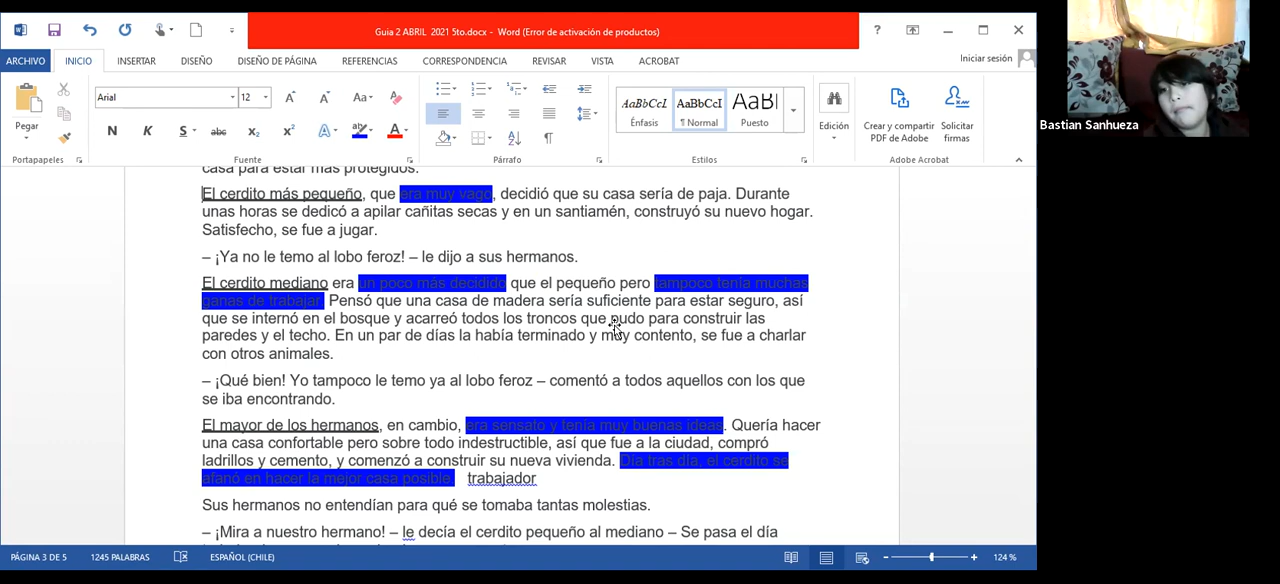 Guia 2 ABRIL 2021 5to.docx - Word (Error de activación de productos)
ARCHIVO INICIO INSERTAR DISEÑO DISEÑO DE PÁGINA REFERENCIAS CORRESPONDENCIA REVISAR VISTA ACROBAT Iniciar sesión
Pegar
Arial 12 Aa
N K S abc x₂ x² A A
AaBbCcL AaBbCcI AaBl
Énfasis ¶ Normal Puesto
Edición
Crear y compartir PDF de Adobe
Solicitar firmas
Portapapeles Fuente Párrafo Estilos Adobe Acrobat
casa para estar más protegidos.
El cerdito más pequeño, que era muy vago, decidió que su casa sería de paja. Durante
unas horas se dedicó a apilar cañitas secas y en un santiamén, construyó su nuevo hogar.
Satisfecho, se fue a jugar.
– ¡Ya no le temo al lobo feroz! – le dijo a sus hermanos.
El cerdito mediano era un poco más decidido que el pequeño pero tampoco tenía muchas
ganas de trabajar. Pensó que una casa de madera sería suficiente para estar seguro, así
que se internó en el bosque y acarreó todos los troncos que pudo para construir las
paredes y el techo. En un par de días la había terminado y muy contento, se fue a charlar
con otros animales.
– ¡Qué bien! Yo tampoco le temo ya al lobo feroz – comentó a todos aquellos con los que
se iba encontrando.
El mayor de los hermanos, en cambio, era sensato y tenía muy buenas ideas. Quería hacer
una casa confortable pero sobre todo indestructible, así que fue a la ciudad, compró
ladrillos y cemento, y comenzó a construir su nueva vivienda. Día tras día, el cerdito se
afanó en hacer la mejor casa posible. trabajador
Sus hermanos no entendían para qué se tomaba tantas molestias.
– ¡Mira a nuestro hermano! – le decía el cerdito pequeño al mediano – Se pasa el día
PÁGINA 3 DE 5 1245 PALABRAS ESPAÑOL (CHILE) 124 %
Bastian Sanhueza